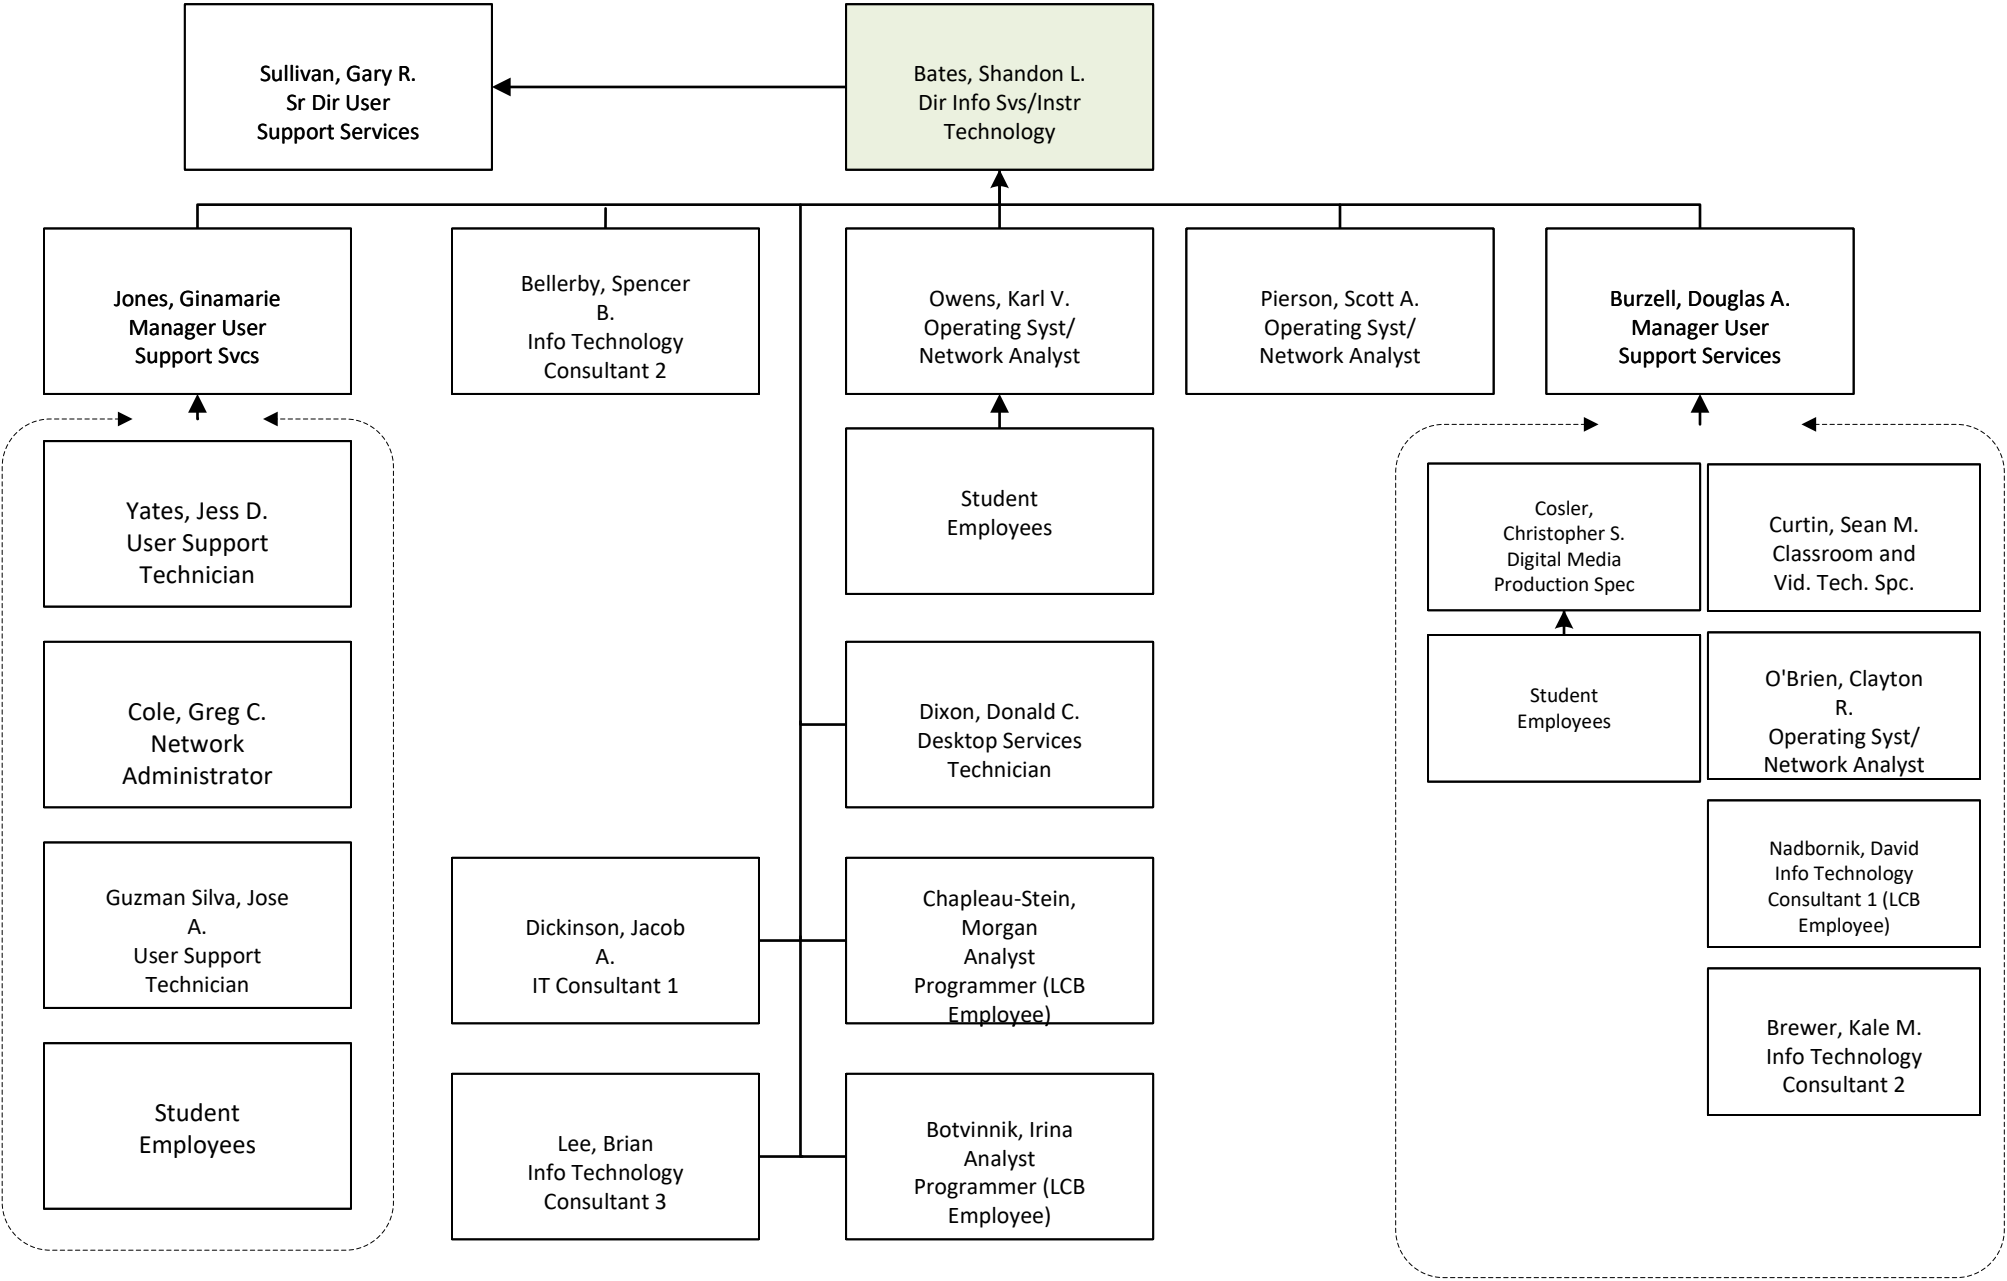 Sullivan, Gary R.
Sr Dir User
Support Services
Bates, Shandon L.
Dir Info Svs/Instr
Technology
Jones, Ginamarie
Manager User
Support Svcs
Bellerby, Spencer
B.
Info Technology
Consultant 2
Owens, Karl V.
Operating Syst/
Network Analyst
Pierson, Scott A.
Operating Syst/
Network Analyst
Burzell, Douglas A.
Manager User
Support Services
Yates, Jess D.
User Support
Technician
Cole, Greg C.
Network
Administrator
Guzman Silva, Jose
A.
User Support
Technician
Student
Employees
Student
Employees
Dixon, Donald C.
Desktop Services
Technician
Dickinson, Jacob
A.
IT Consultant 1
Chapleau-Stein,
Morgan
Analyst
Programmer (LCB
Employee)
Lee, Brian
Info Technology
Consultant 3
Botvinnik, Irina
Analyst
Programmer (LCB
Employee)
Cosler,
Christopher S.
Digital Media
Production Spec
Student
Employees
Curtin, Sean M.
Classroom and
Vid. Tech. Spc.
O'Brien, Clayton
R.
Operating Syst/
Network Analyst
Nadbornik, David
Info Technology
Consultant 1 (LCB
Employee)
Brewer, Kale M.
Info Technology
Consultant 2